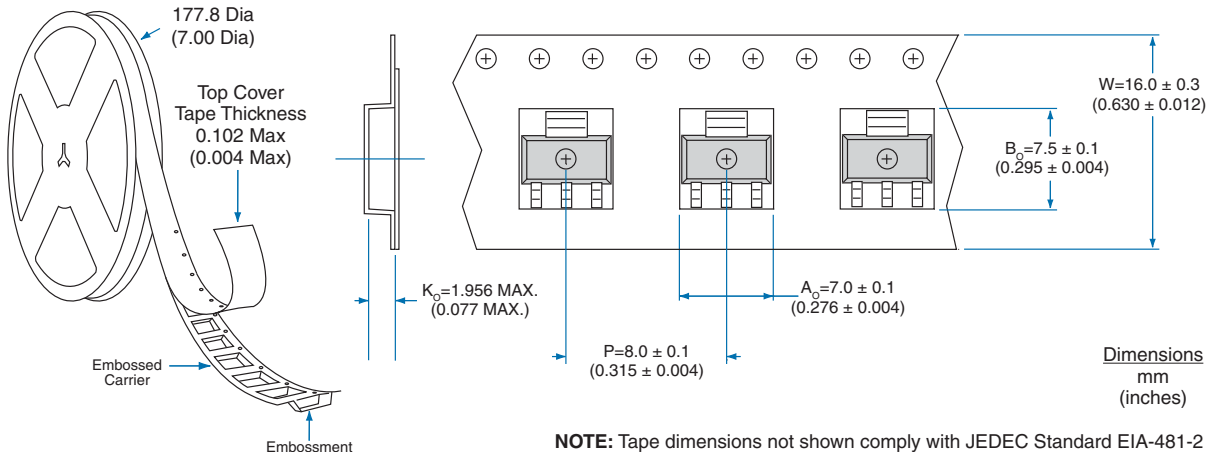 177.8 Dia
(7.00 Dia)
Top Cover
Tape Thickness
0.102 Max
(0.004 Max)
W=16.0 ± 0.3
(0.630 ± 0.012)
B₀=7.5 ± 0.1
(0.295 ± 0.004)
K₀=1.956 MAX.
(0.077 MAX.)
A₀=7.0 ± 0.1
(0.276 ± 0.004)
P=8.0 ± 0.1
(0.315 ± 0.004)
Embossed
Carrier
Embossment
Dimensions
mm
(inches)
NOTE: Tape dimensions not shown comply with JEDEC Standard EIA-481-2